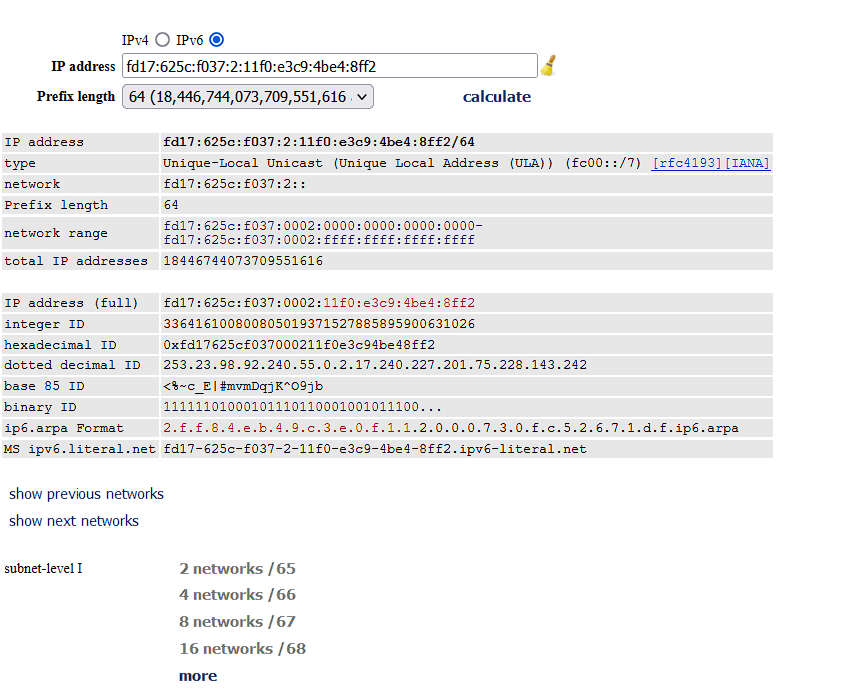 IPv4 IPv6
IP address fd17:625c:f037:2:11f0:e3c9:4be4:8ff2
Prefix length 64 (18,446,744,073,709,551,616 calculate
IP address fd17:625c:f037:2:11f0:e3c9:4be4:8ff2/64
type Unique-Local Unicast (Unique Local Address (ULA)) (fc00::/7) [rfc4193][IANA]
network fd17:625c:f037:2::
Prefix length 64
network range fd17:625c:f037:0002:0000:0000:0000:0000-
fd17:625c:f037:0002:ffff:ffff:ffff:ffff
total IP addresses 18446744073709551616
IP address (full) fd17:625c:f037:0002:11f0:e3c9:4be4:8ff2
integer ID 336416100800805019371527885895900631026
hexadecimal ID 0xfd17625cf037000211f0e3c94be48ff2
dotted decimal ID 253.23.98.92.240.55.0.2.17.240.227.201.75.228.143.242
base 85 ID <%~c_E|#mvmDqjK^O9jb
binary ID 11111101000101110110001001011100...
ip6.arpa Format 2.f.f.8.4.e.b.4.9.c.3.e.0.f.1.1.2.0.0.0.7.3.0.f.c.5.2.6.7.1.d.f.ip6.arpa
MS ipv6.literal.net fd17-625c-f037-2-11f0-e3c9-4be4-8ff2.ipv6-literal.net
show previous networks
show next networks
subnet-level I 2 networks /65
4 networks /66
8 networks /67
16 networks /68
more